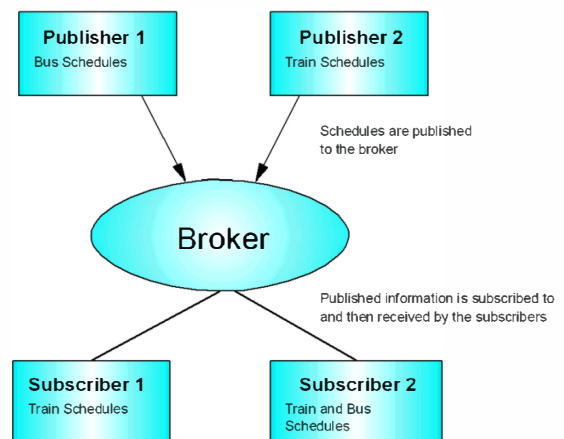 Publisher 1
Bus Schedules
Publisher 2
Train Schedules
Schedules are published
to the broker
Broker
Published information is subscribed to
and then received by the subscribers
Subscriber 1
Train Schedules
Subscriber 2
Train and Bus
Schedules